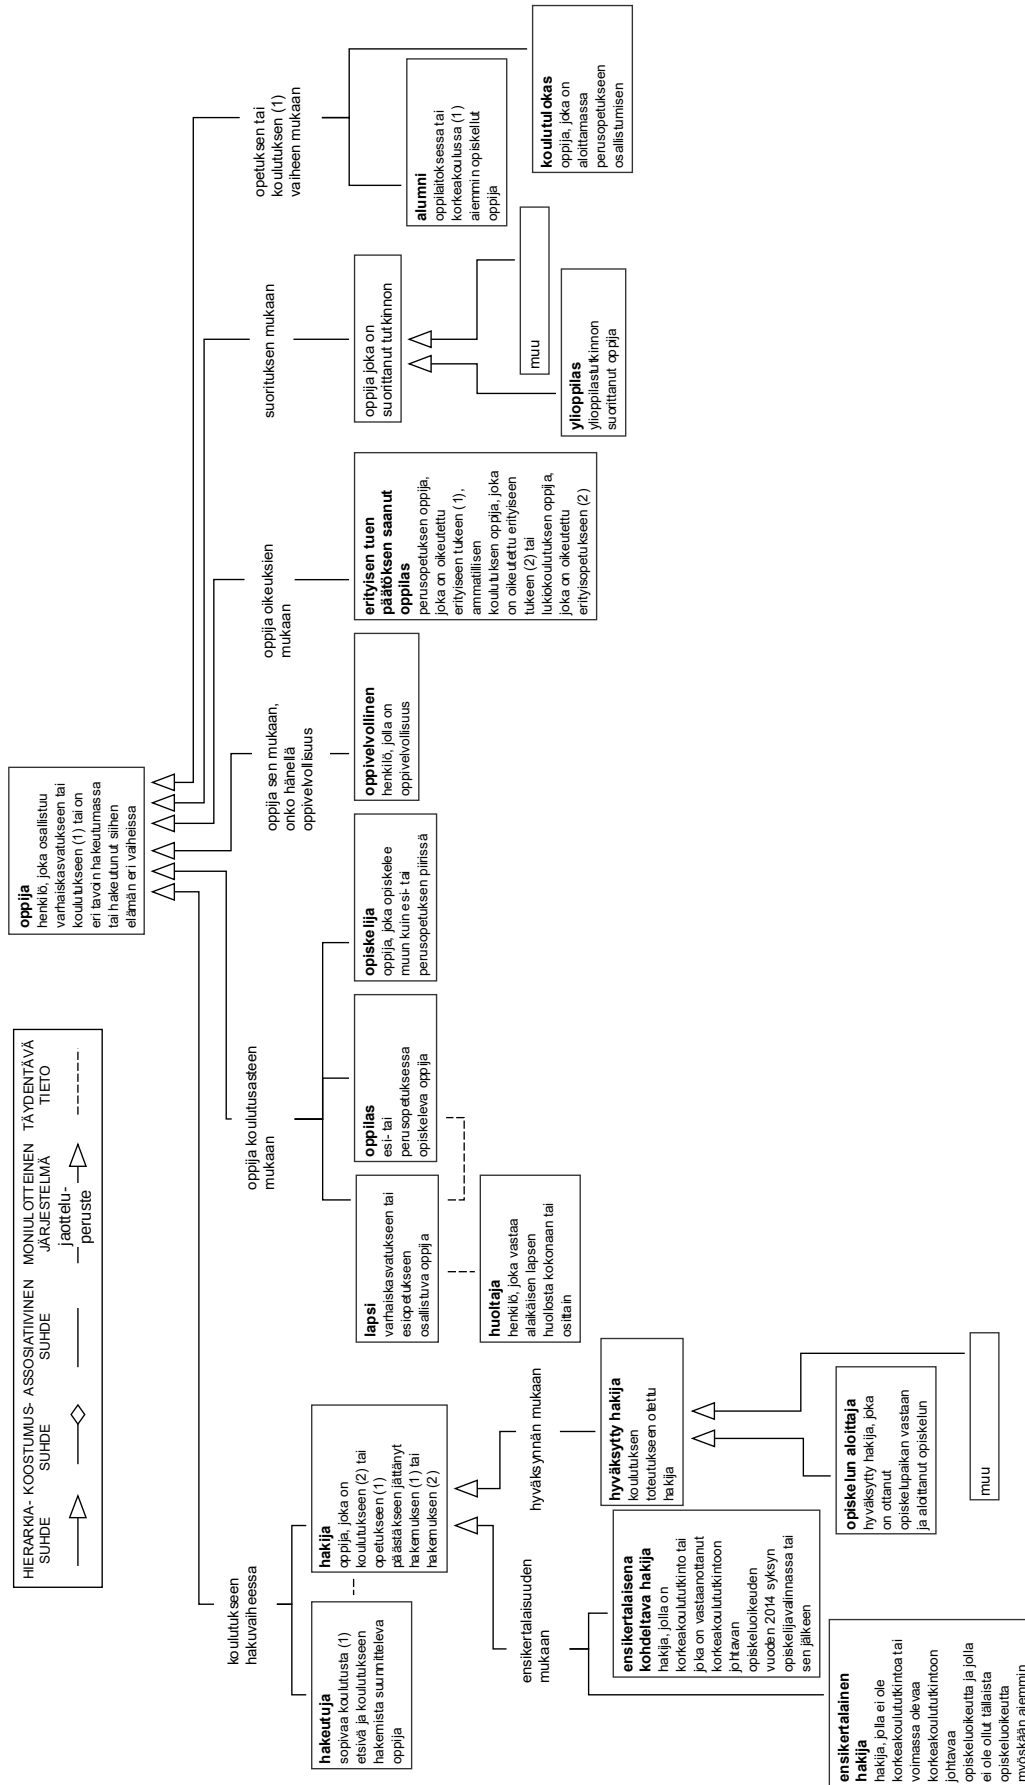 HIERARKIA-
SUHDE
KOOSTUMUS-
SUHDE
ASSOSIATIIVINEN
SUHDE
MONIULOTTEINEN
JÄRJESTELMÄ
jaottelu-
peruste
TÄYDENTÄVÄ
TIETO
oppija
henkilö, joka osallistuu
varhaiskasvatukseen tai
koulutukseen (1) tai on
eri tavoin hakeutumassa
tai hakeutunut siihen
elämän eri vaiheissa
koulutukseen
hakuvaiheessa
oppija koulutusasteen
mukaan
oppija sen mukaan,
onko hänellä
oppivelvollisuus
oppija oikeuksien
mukaan
suorituksen mukaan
opetuksen tai
koulutuksen (1)
vaiheen mukaan
hakeutuja
sopivaa koulutusta (1)
etsivä ja koulutukseen
hakemista suunnitteleva
oppija
hakija
oppija, joka on
koulutukseen (2) tai
opetukseen (1)
päästäkseen jättänyt
hakemuksen (1) tai
hakemuksen (2)
lapsi
varhaiskasvatukseen tai
esiopetukseen
osallistuva oppija
oppilas
esi- tai
perusopetuksessa
opiskeleva oppija
opiskelija
oppija, joka opiskelee
muun kuin esi- tai
perusopetuksen piirissä
oppivelvollinen
henkilö, jolla on
oppivelvollisuus
erityisen tuen
päätöksen saanut
oppilas
perusopetuksen oppija,
joka on oikeutettu
erityiseen tukeen (1),
ammatillisen
koulutuksen oppija, joka
on oikeutettu erityiseen
tukeen (2) tai
lukiokoulutuksen oppija,
joka on oikeutettu
erityisopetukseen (2)
oppija joka on
suorittanut tutkinnon
alumni
oppilaitoksessa tai
korkeakoulussa (1)
aiemmin opiskellut
oppija
koulutulokas
oppija, joka on
aloittamassa
perusopetukseen
osallistumisen
huoltaja
henkilö, joka vastaa
alaikäisen lapsen
huollosta kokonaan tai
osittain
ylioppilas
ylioppilastutkinnon
suorittanut oppija
muu
ensikertalaisuuden
mukaan
hyväksynnän mukaan
ensikertalaisena
kohdeltava hakija
hakija, jolla on
korkeakoulututkinto tai
joka on vastaanottanut
korkeakoulututkintoon
johtavan
opiskeluoikeuden
vuoden 2014 syksyn
opiskelijavalinnassa tai
sen jälkeen
hyväksytty hakija
koulutuksen
toteutukseen otettu
hakija
ensikertalainen
hakija
hakija, jolla ei ole
korkeakoulututkintoa tai
voimassa olevaa
korkeakoulututkintoon
johtavaa
opiskeluoikeutta ja jolla
ei ole ollut tällaista
opiskeluoikeutta
myöskään aiemmin
opiskelun aloittaja
hyväksytty hakija, joka
on ottanut
opiskelupaikan vastaan
ja aloittanut opiskelun
muu